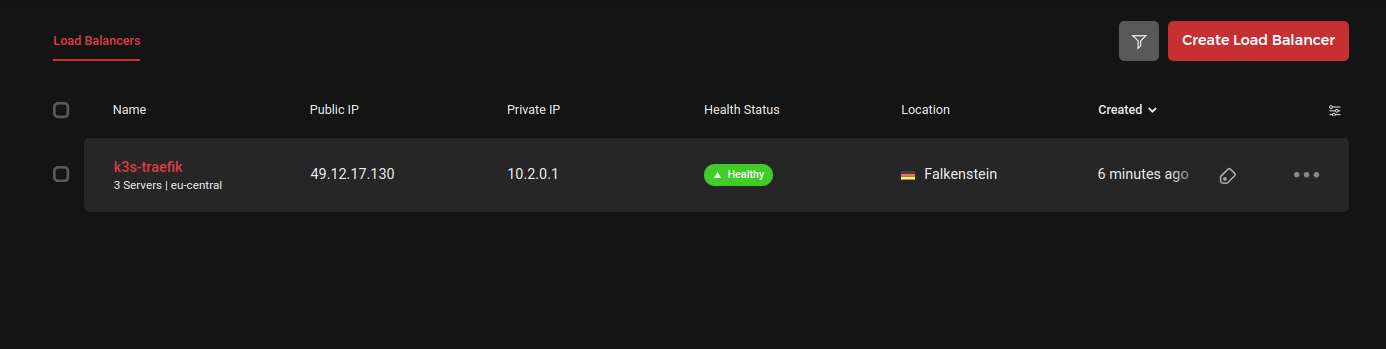 Load Balancers
Create Load Balancer
Name Public IP Private IP Health Status Location Created
k3s-traefik
3 Servers | eu-central
49.12.17.130 10.2.0.1 Healthy Falkenstein 6 minutes ago